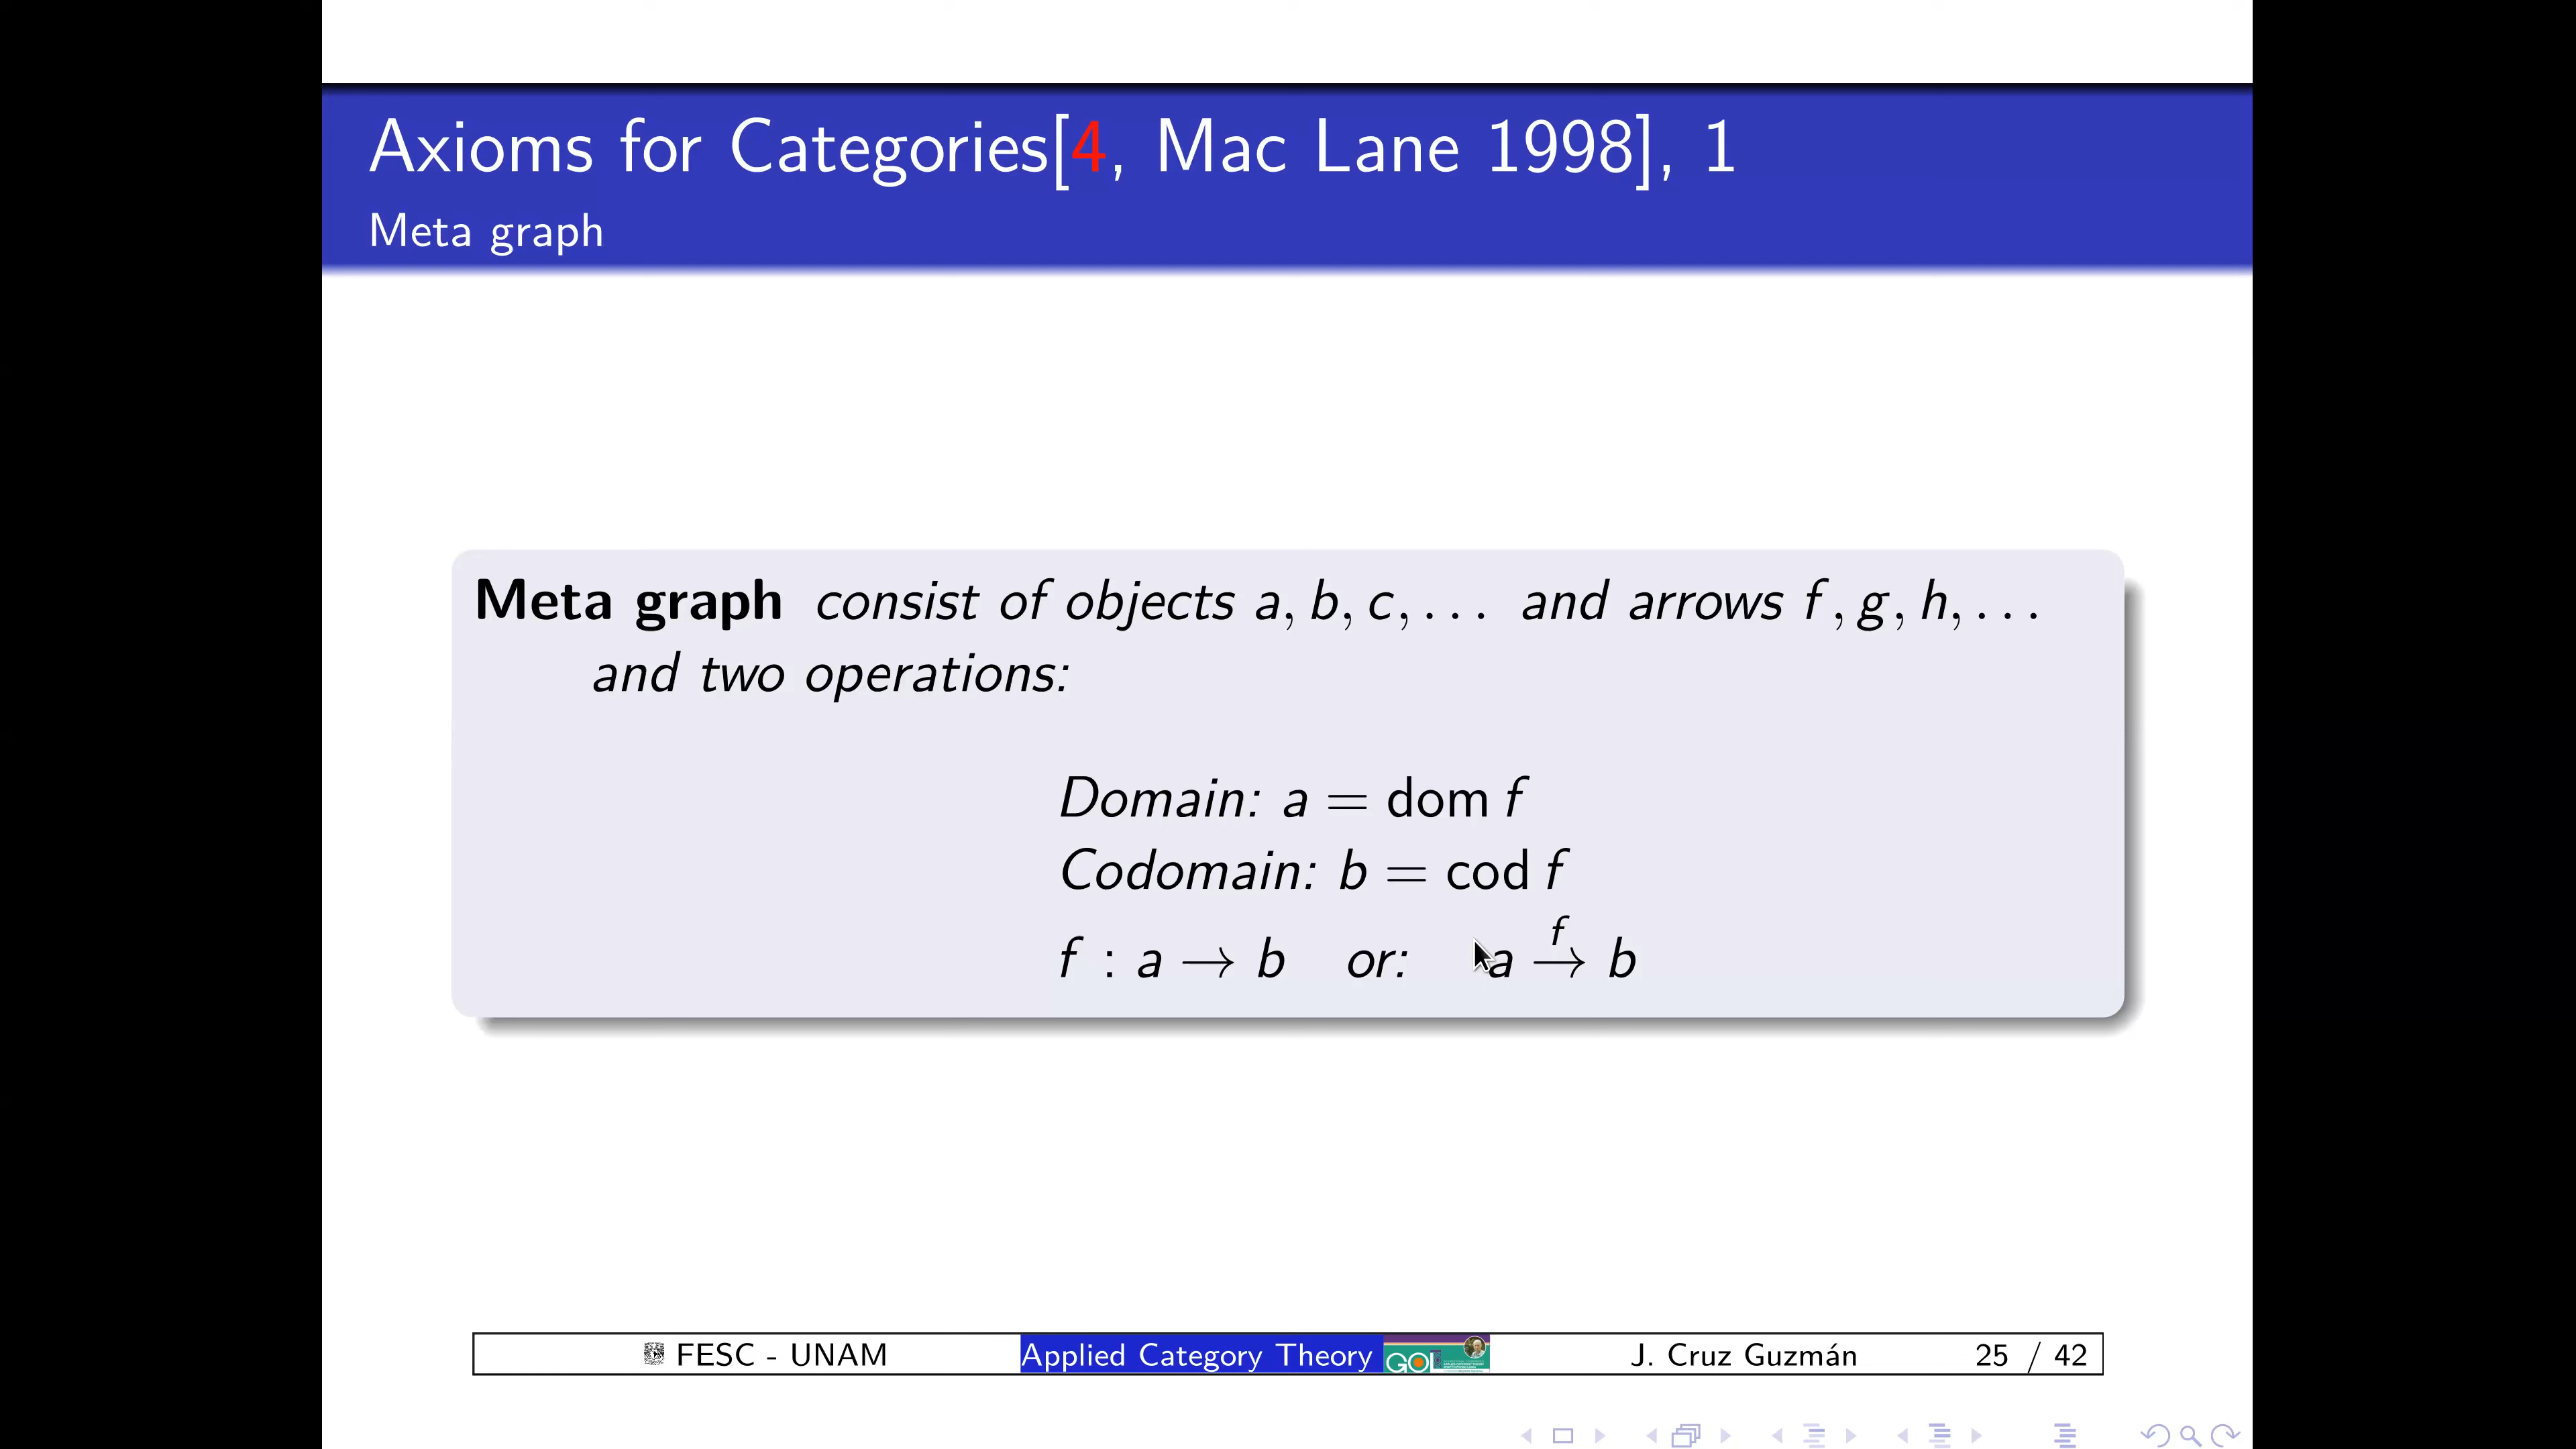 Axioms for Categories[4, Mac Lane 1998], 1
Meta graph
Meta graph consist of objects a, b, c, . . . and arrows f, g, h, . . .
and two operations:
Domain: a = dom f
Codomain: b = cod f
f : a → b or: a →^f b
FESC - UNAM Applied Category Theory GOL J. Cruz Guzmán 25 / 42